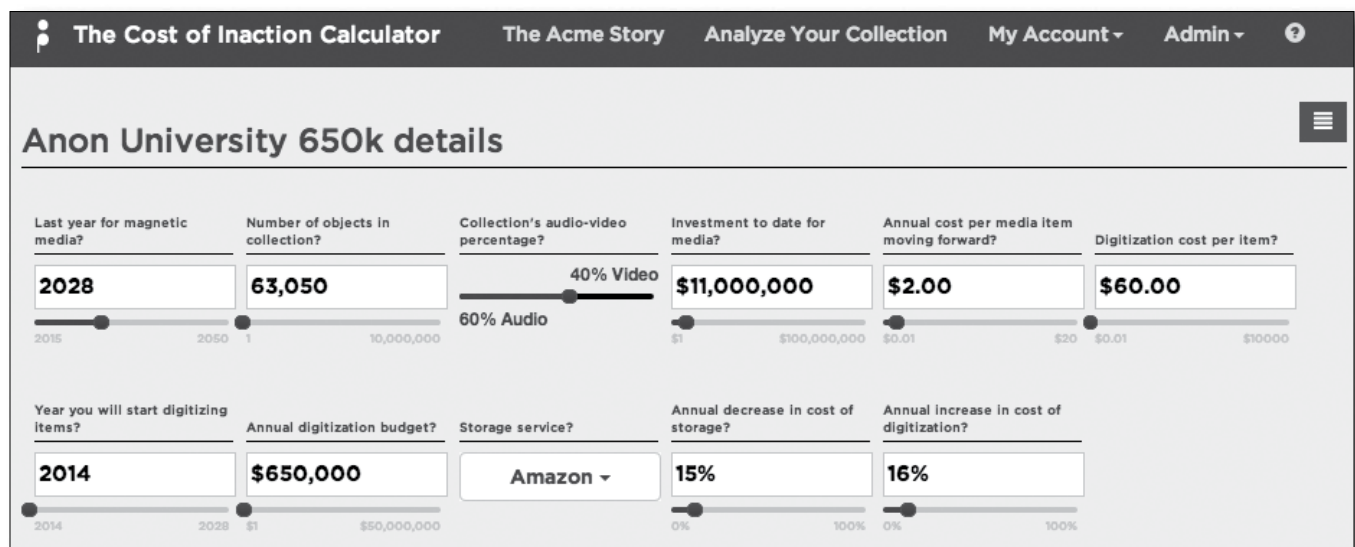 The Cost of Inaction Calculator The Acme Story Analyze Your Collection My Account Admin ?
Anon University 650k details
Last year for magnetic media?
2028
2015 2050
Number of objects in collection?
63,050
1 10,000,000
Collection's audio-video percentage?
40% Video
60% Audio
Investment to date for media?
$11,000,000
$1 $100,000,000
Annual cost per media item moving forward?
$2.00
$0.01 $20
Digitization cost per item?
$60.00
$0.01 $10000
Year you will start digitizing items?
2014
2014 2028
Annual digitization budget?
$650,000
$1 $50,000,000
Storage service?
Amazon
Annual decrease in cost of storage?
15%
0% 100%
Annual increase in cost of digitization?
16%
0% 100%